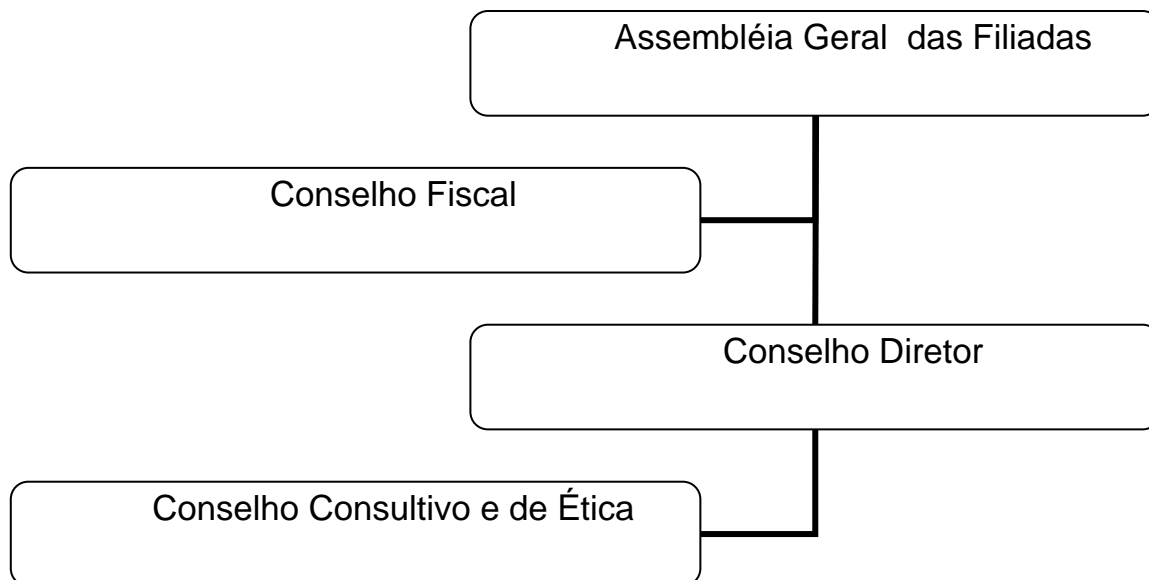 Assembléia Geral  das Filiadas
Conselho Fiscal
Conselho Diretor
Conselho Consultivo e de Ética